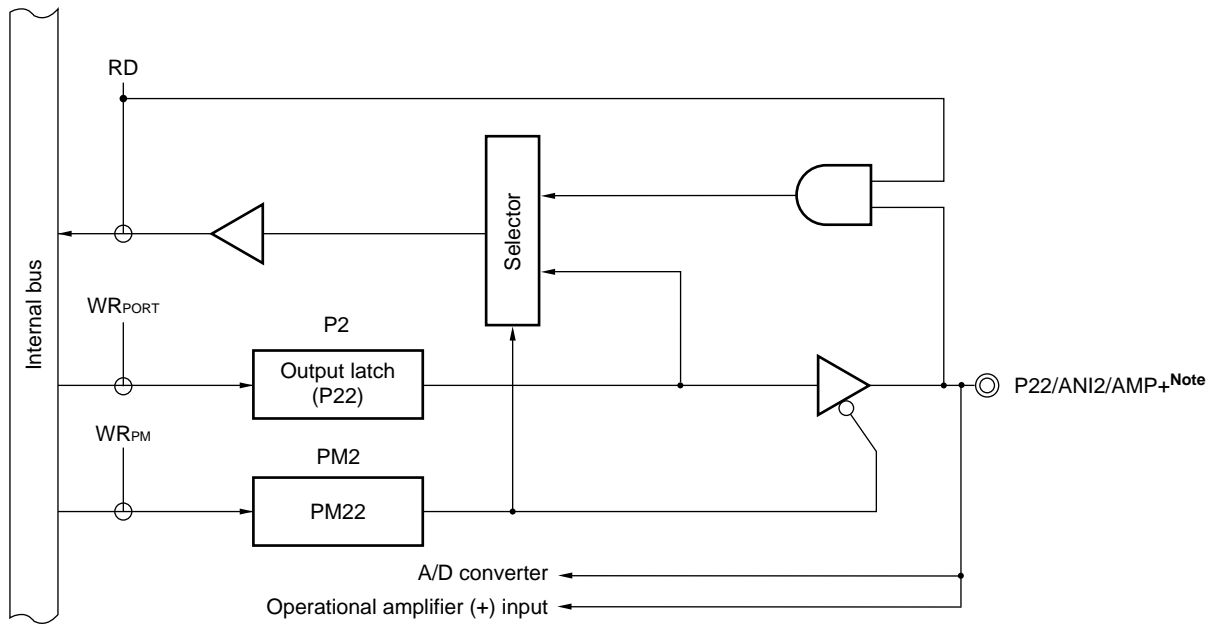 RD
Selector
Internal bus
WRPORT
P2
Output latch
(P22)
P22/ANI2/AMP+Note
WRPM
PM2
PM22
A/D converter
Operational amplifier (+) input